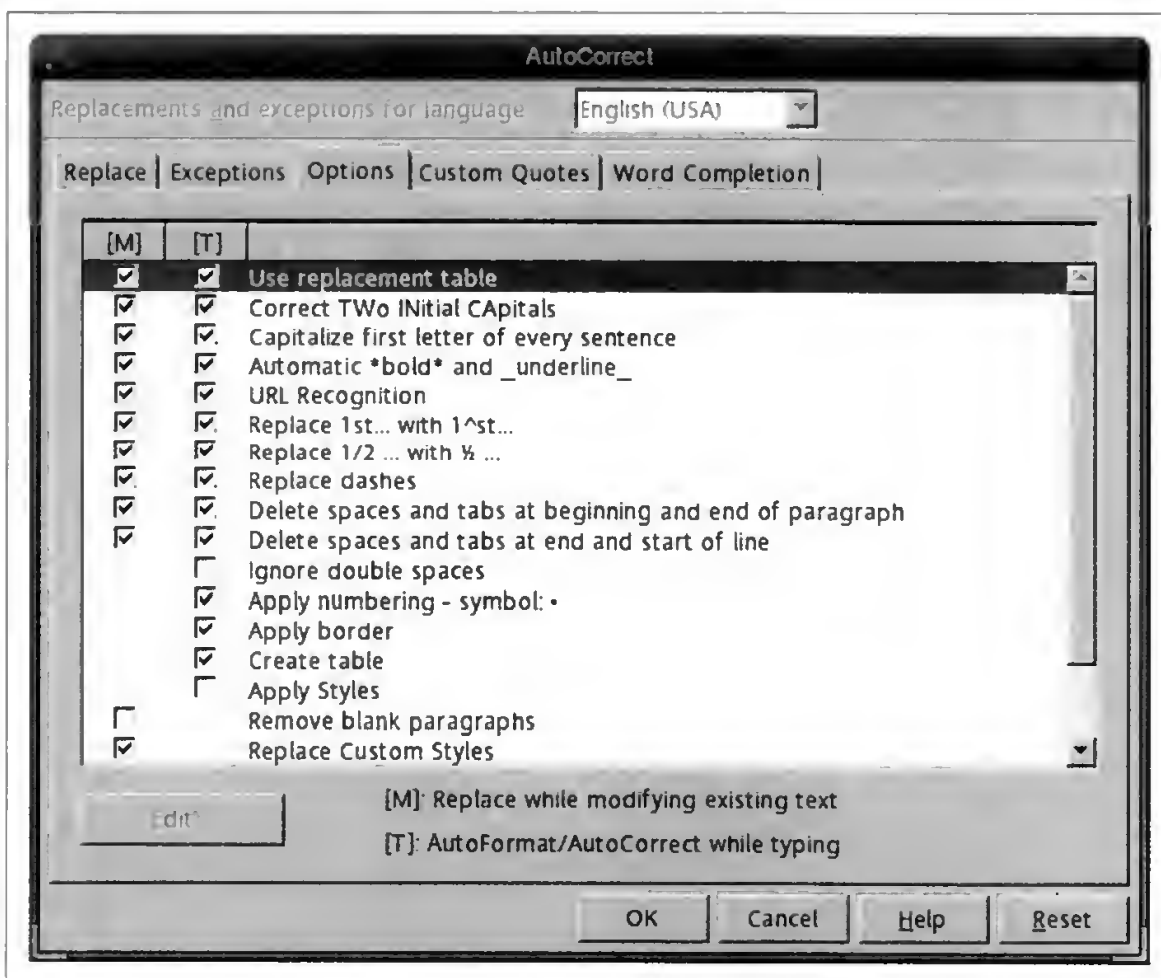 AutoCorrect
Replacements and exceptions for language English (USA)
Replace Exceptions Options Custom Quotes Word Completion
[M] [T]
Use replacement table
Correct TWo INitial CApitals
Capitalize first letter of every sentence
Automatic *bold* and _underline_
URL Recognition
Replace 1st... with 1^st...
Replace 1/2 ... with ½ ...
Replace dashes
Delete spaces and tabs at beginning and end of paragraph
Delete spaces and tabs at end and start of line
Ignore double spaces
Apply numbering - symbol: •
Apply border
Create table
Apply Styles
Remove blank paragraphs
Replace Custom Styles
[M]: Replace while modifying existing text
Edit
[T]: AutoFormat/AutoCorrect while typing
OK Cancel Help Reset